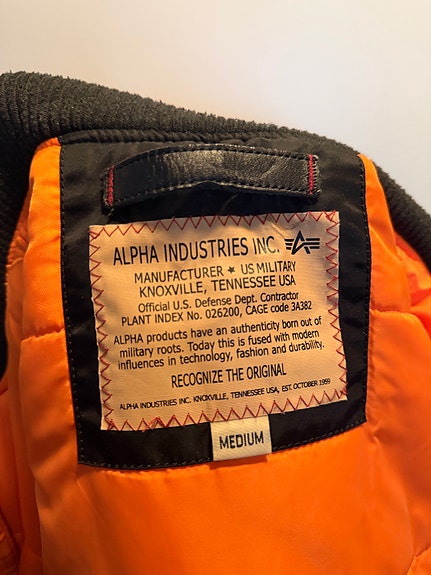 ALPHA INDUSTRIES INC.
MANUFACTURER ★ US MILITARY
KNOXVILLE, TENNESSEE USA
Official U.S. Defense Dept. Contractor
PLANT INDEX No. 026200, CAGE code 3A382
ALPHA products have an authenticity born out of
military roots. Today this is fused with modern
influences in technology, fashion and durability.
RECOGNIZE THE ORIGINAL
ALPHA INDUSTRIES INC. KNOXVILLE, TENNESSEE USA, EST. OCTOBER 1959
MEDIUM